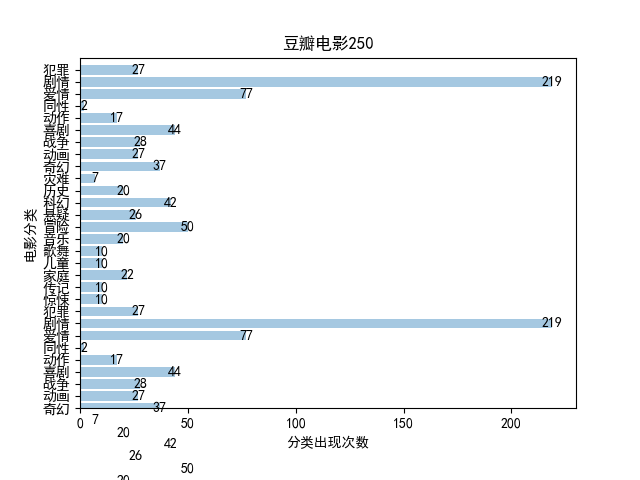 豆瓣电影250
电影分类
犯罪 27
剧情 219
爱情 77
同性 2
动作 17
喜剧 44
战争 28
动画 27
奇幻 37
灾难 7
历史 20
科幻 42
悬疑 26
冒险 50
音乐 20
歌舞 10
儿童 10
家庭 22
传记 10
惊悚 10
犯罪 27
剧情 219
爱情 77
同性 2
动作 17
喜剧 44
战争 28
动画 27
奇幻 37
0 50 100 150 200
分类出现次数
7
20
42
26
50
20